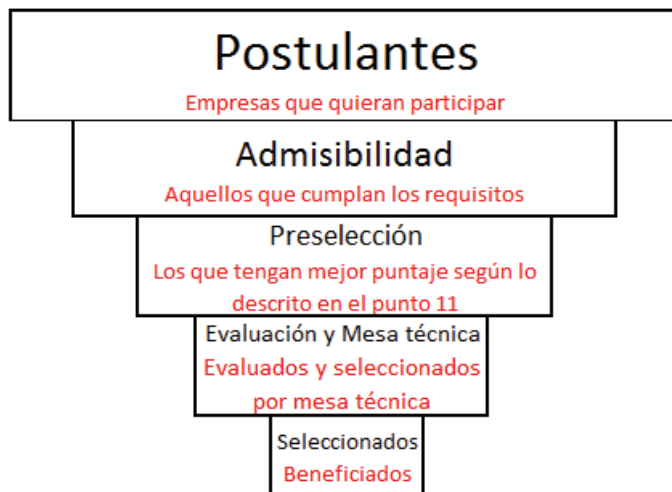 Postulantes
Empresas que quieran participar
Admisibilidad
Aquellos que cumplan los requisitos
Preselección
Los que tengan mejor puntaje según lo
descrito en el punto 11
Evaluación y Mesa técnica
Evaluados y seleccionados
por mesa técnica
Seleccionados
Beneficiados